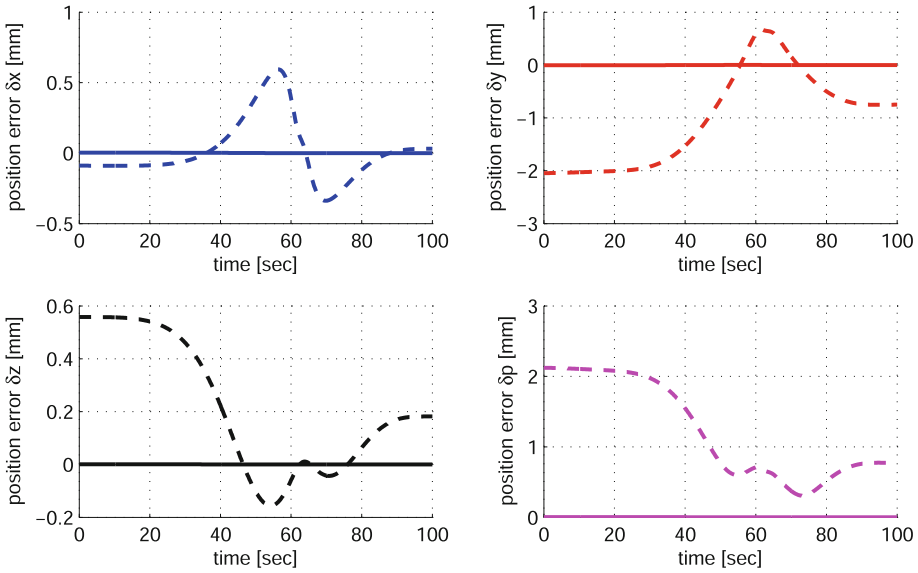 1
0.5
0
−0.5
position error δx [mm]
0 20 40 60 80 100
time [sec]
1
0
−1
−2
−3
position error δy [mm]
0 20 40 60 80 100
time [sec]
0.6
0.4
0.2
0
−0.2
position error δz [mm]
0 20 40 60 80 100
time [sec]
3
2
1
0
position error δp [mm]
0 20 40 60 80 100
time [sec]